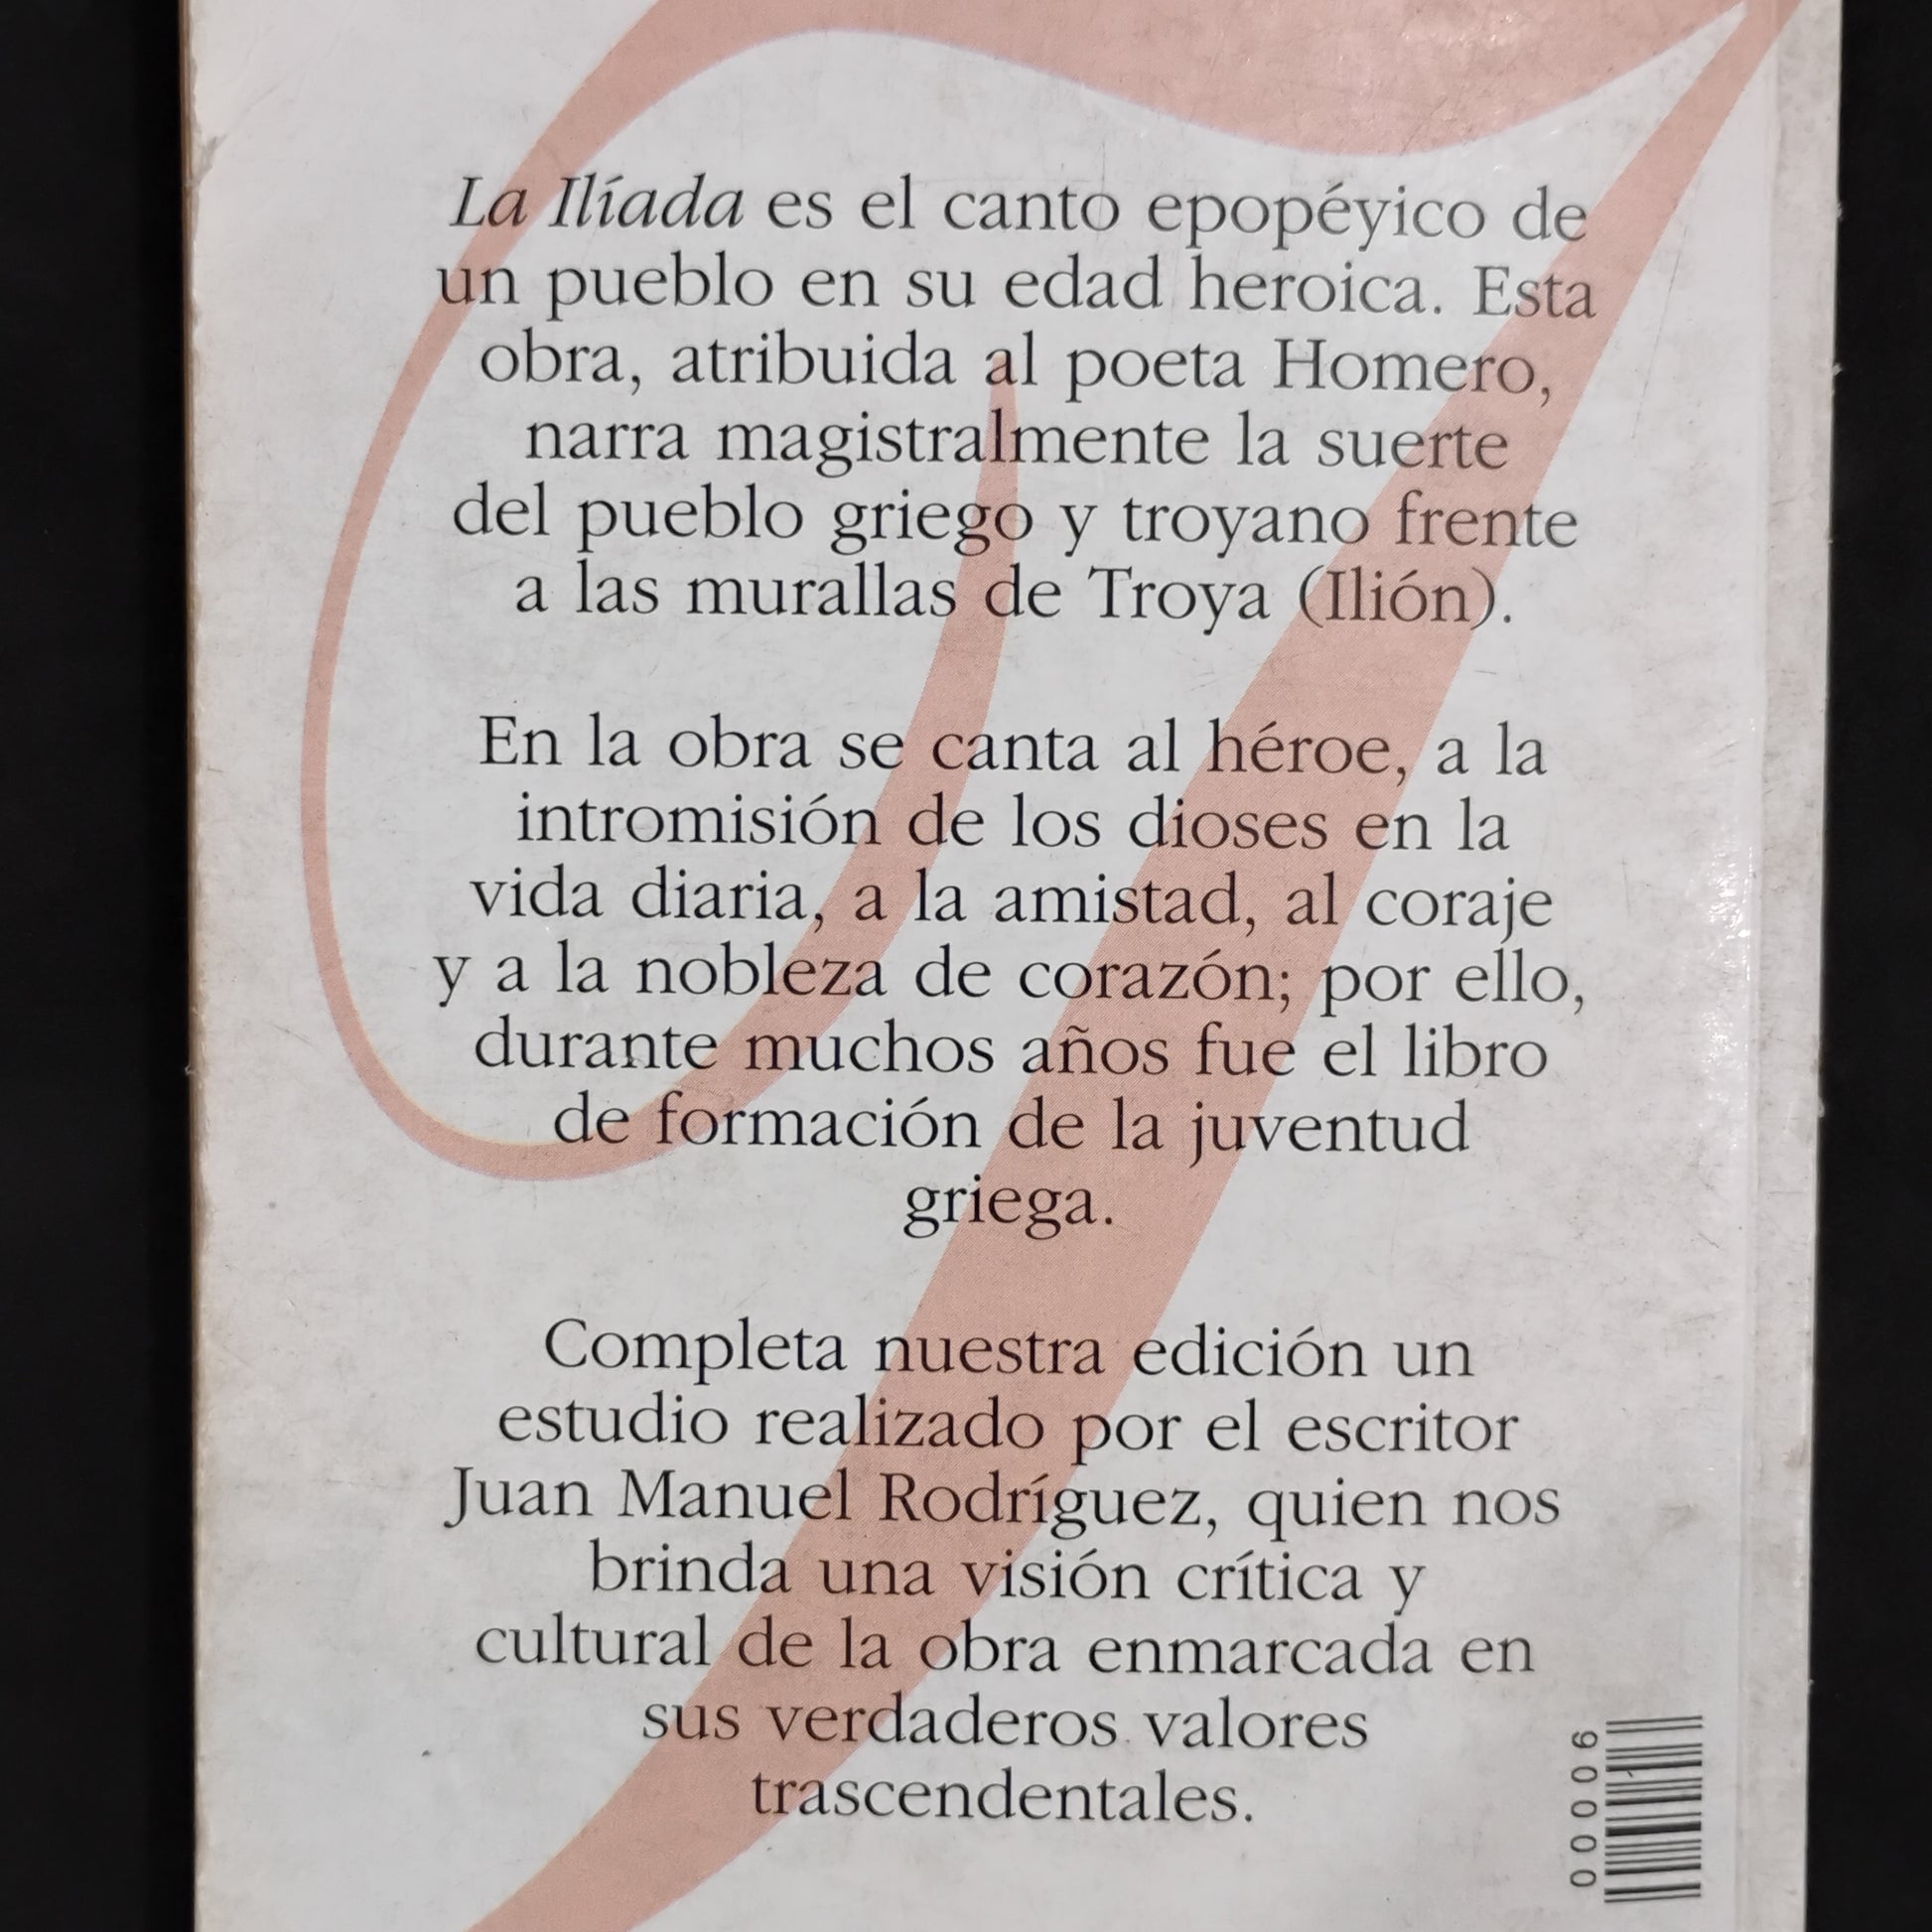 La Ilíada es el canto epopéyico de
un pueblo en su edad heroica. Esta
obra, atribuida al poeta Homero,
narra magistralmente la suerte
del pueblo griego y troyano frente
a las murallas de Troya (Ilión).
En la obra se canta al héroe, a la
intromisión de los dioses en la
vida diaria, a la amistad, al coraje
y a la nobleza de corazón; por ello,
durante muchos años fue el libro
de formación de la juventud
griega.
Completa nuestra edición un
estudio realizado por el escritor
Juan Manuel Rodríguez, quien nos
brinda una visión crítica y
cultural de la obra enmarcada en
sus verdaderos valores
trascendentales.
90000